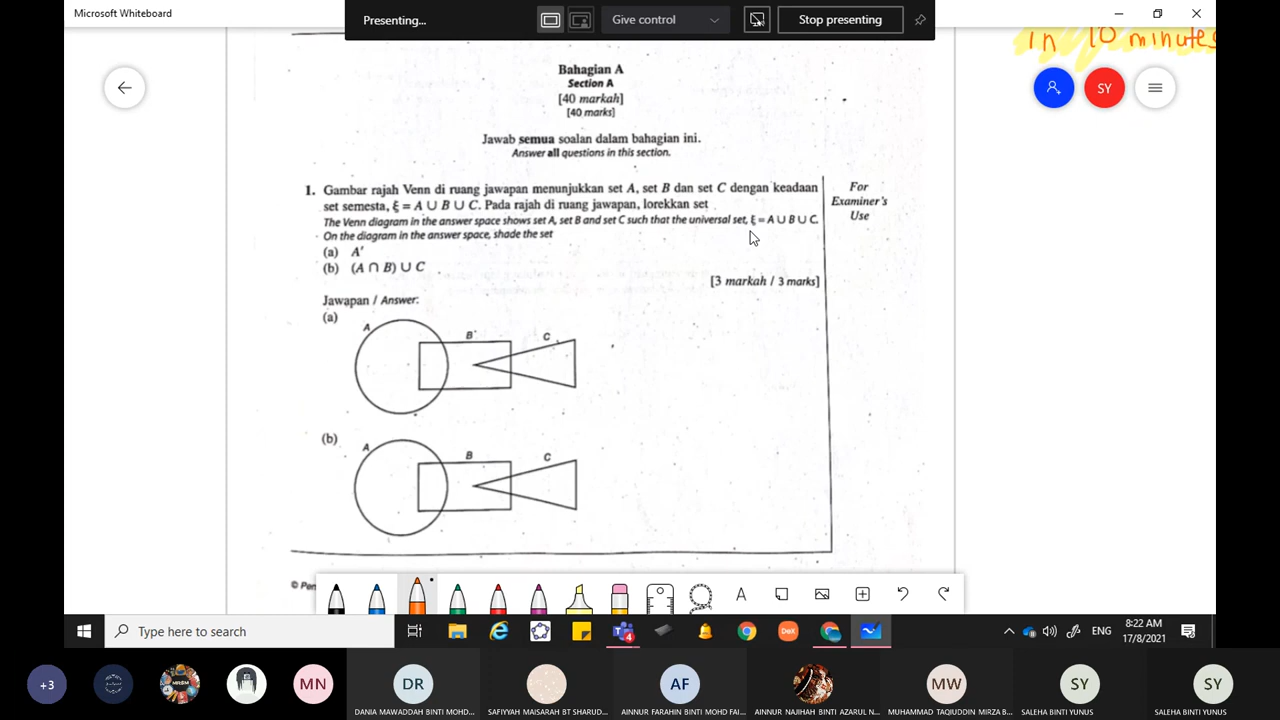 Microsoft Whiteboard
Presenting...
Give control
Stop presenting
in 10 minutes
SY
Bahagian A
Section A
[40 markah]
[40 marks]
Jawab semua soalan dalam bahagian ini.
Answer all questions in this section.
1. Gambar rajah Venn di ruang jawapan menunjukkan set A, set B dan set C dengan keadaan
set semesta, ξ = A ∪ B ∪ C. Pada rajah di ruang jawapan, lorekkan set
The Venn diagram in the answer space shows set A, set B and set C such that the universal set, ξ = A ∪ B ∪ C.
On the diagram in the answer space, shade the set
(a) A′
(b) (A ∩ B) ∪ C
For
Examiner's
Use
[3 markah / 3 marks]
Jawapan / Answer:
(a)
A B C
(b)
A B C
A
Type here to search
ENG
8:22 AM
17/8/2021
+3
MN
DR
AF
MW
SY
SY
DANIA MAWADDAH BINTI MOHD...
SAFIYYAH MAISARAH BT SHARUD...
AINNUR FARAHIN BINTI MOHD FAI...
AINNUR NAJIHAH BINTI AZARUL N...
MUHAMMAD TAQIUDDIN MIRZA B...
SALEHA BINTI YUNUS
SALEHA BINTI YUNUS